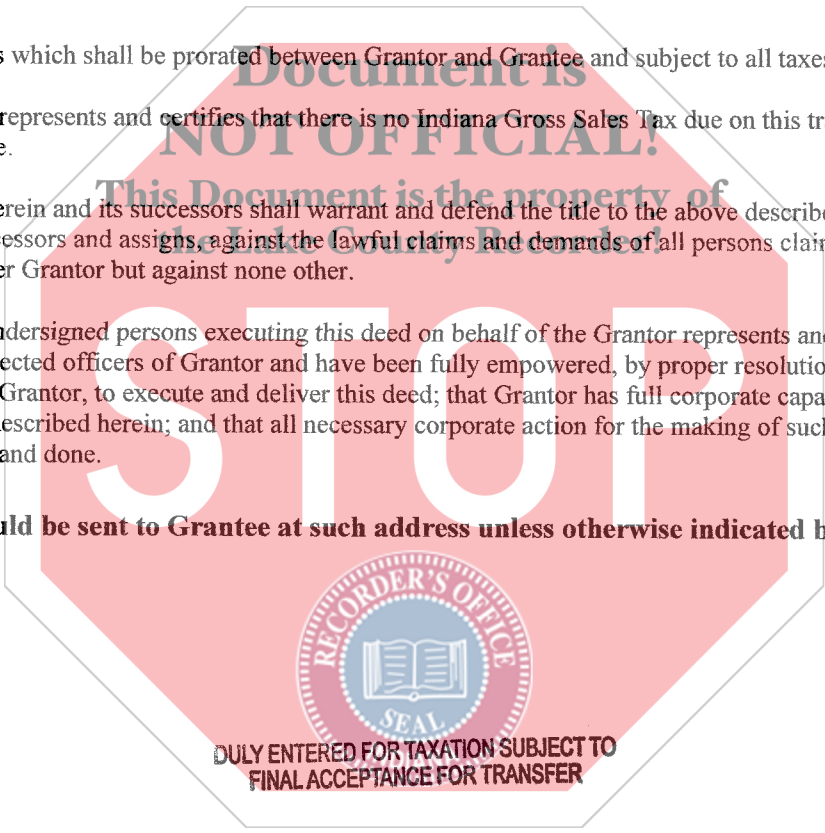 s which shall be prorated between Grantor and Grantee and subject to all taxes
Document is
represents and certifies that there is no Indiana Gross Sales Tax due on this tr
NOT OFFICIAL!
e.
This Document is the property of
erein and its successors shall warrant and defend the title to the above describe
the Lake County Recorder!
essors and assigns, against the lawful claims and demands of all persons clai
er Grantor but against none other.
STOP
ndersigned persons executing this deed on behalf of the Grantor represents an
ected officers of Grantor and have been fully empowered, by proper resolutio
Grantor, to execute and deliver this deed; that Grantor has full corporate capa
escribed herein; and that all necessary corporate action for the making of such
and done.
uld be sent to Grantee at such address unless otherwise indicated b
RECORDER'S OFFICE
SEAL
DULY ENTERED FOR TAXATION SUBJECT TO
FINAL ACCEPTANCE FOR TRANSFER